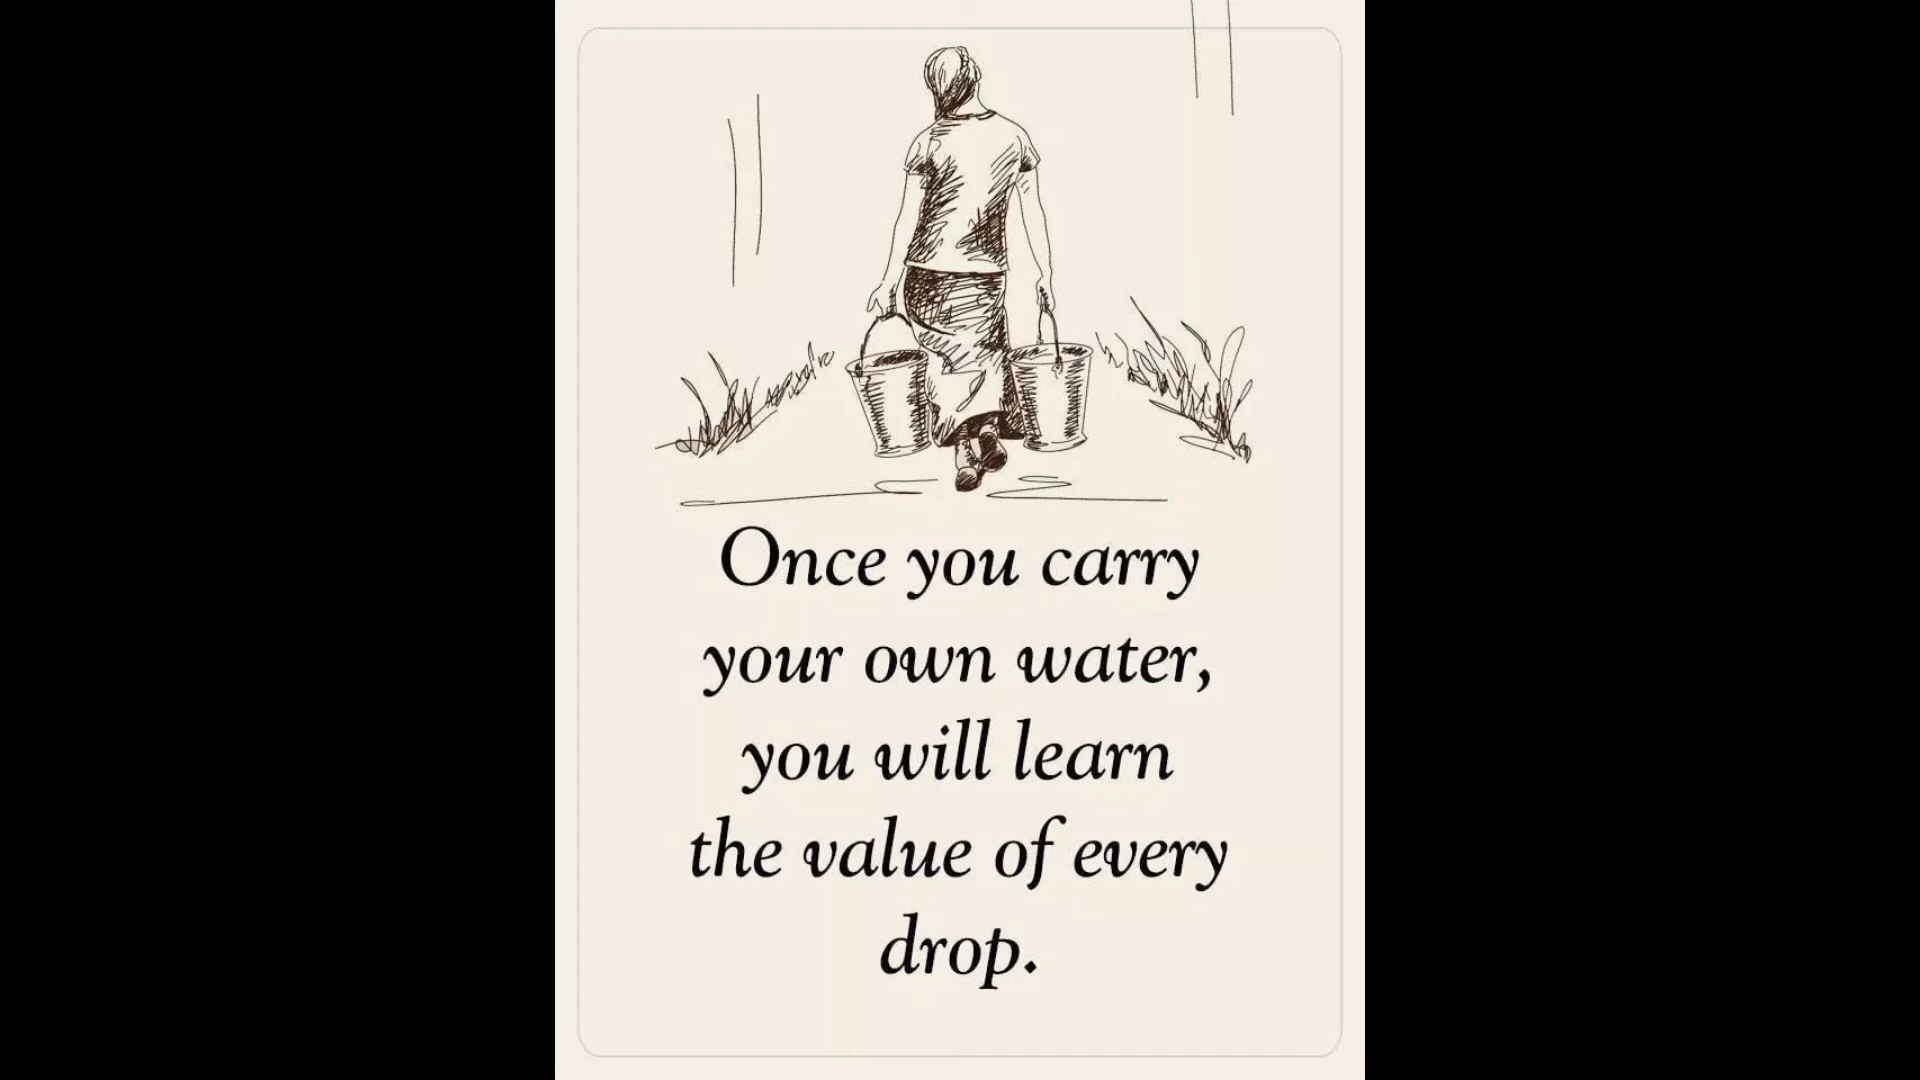 Once you carry
your own water,
you will learn
the value of every
drop.